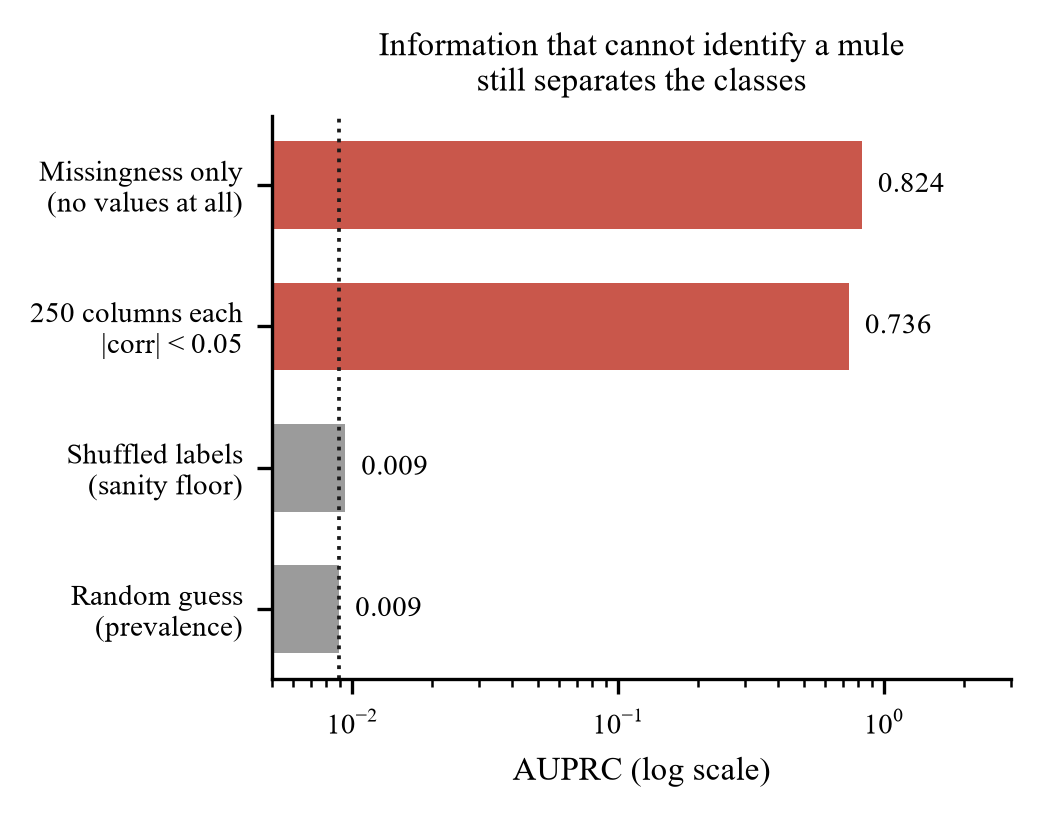 Information that cannot identify a mule
still separates the classes
Missingness only
(no values at all)
0.824
250 columns each
|corr| < 0.05
0.736
Shuffled labels
(sanity floor)
0.009
Random guess
(prevalence)
0.009
10⁻² 10⁻¹ 10⁰
AUPRC (log scale)